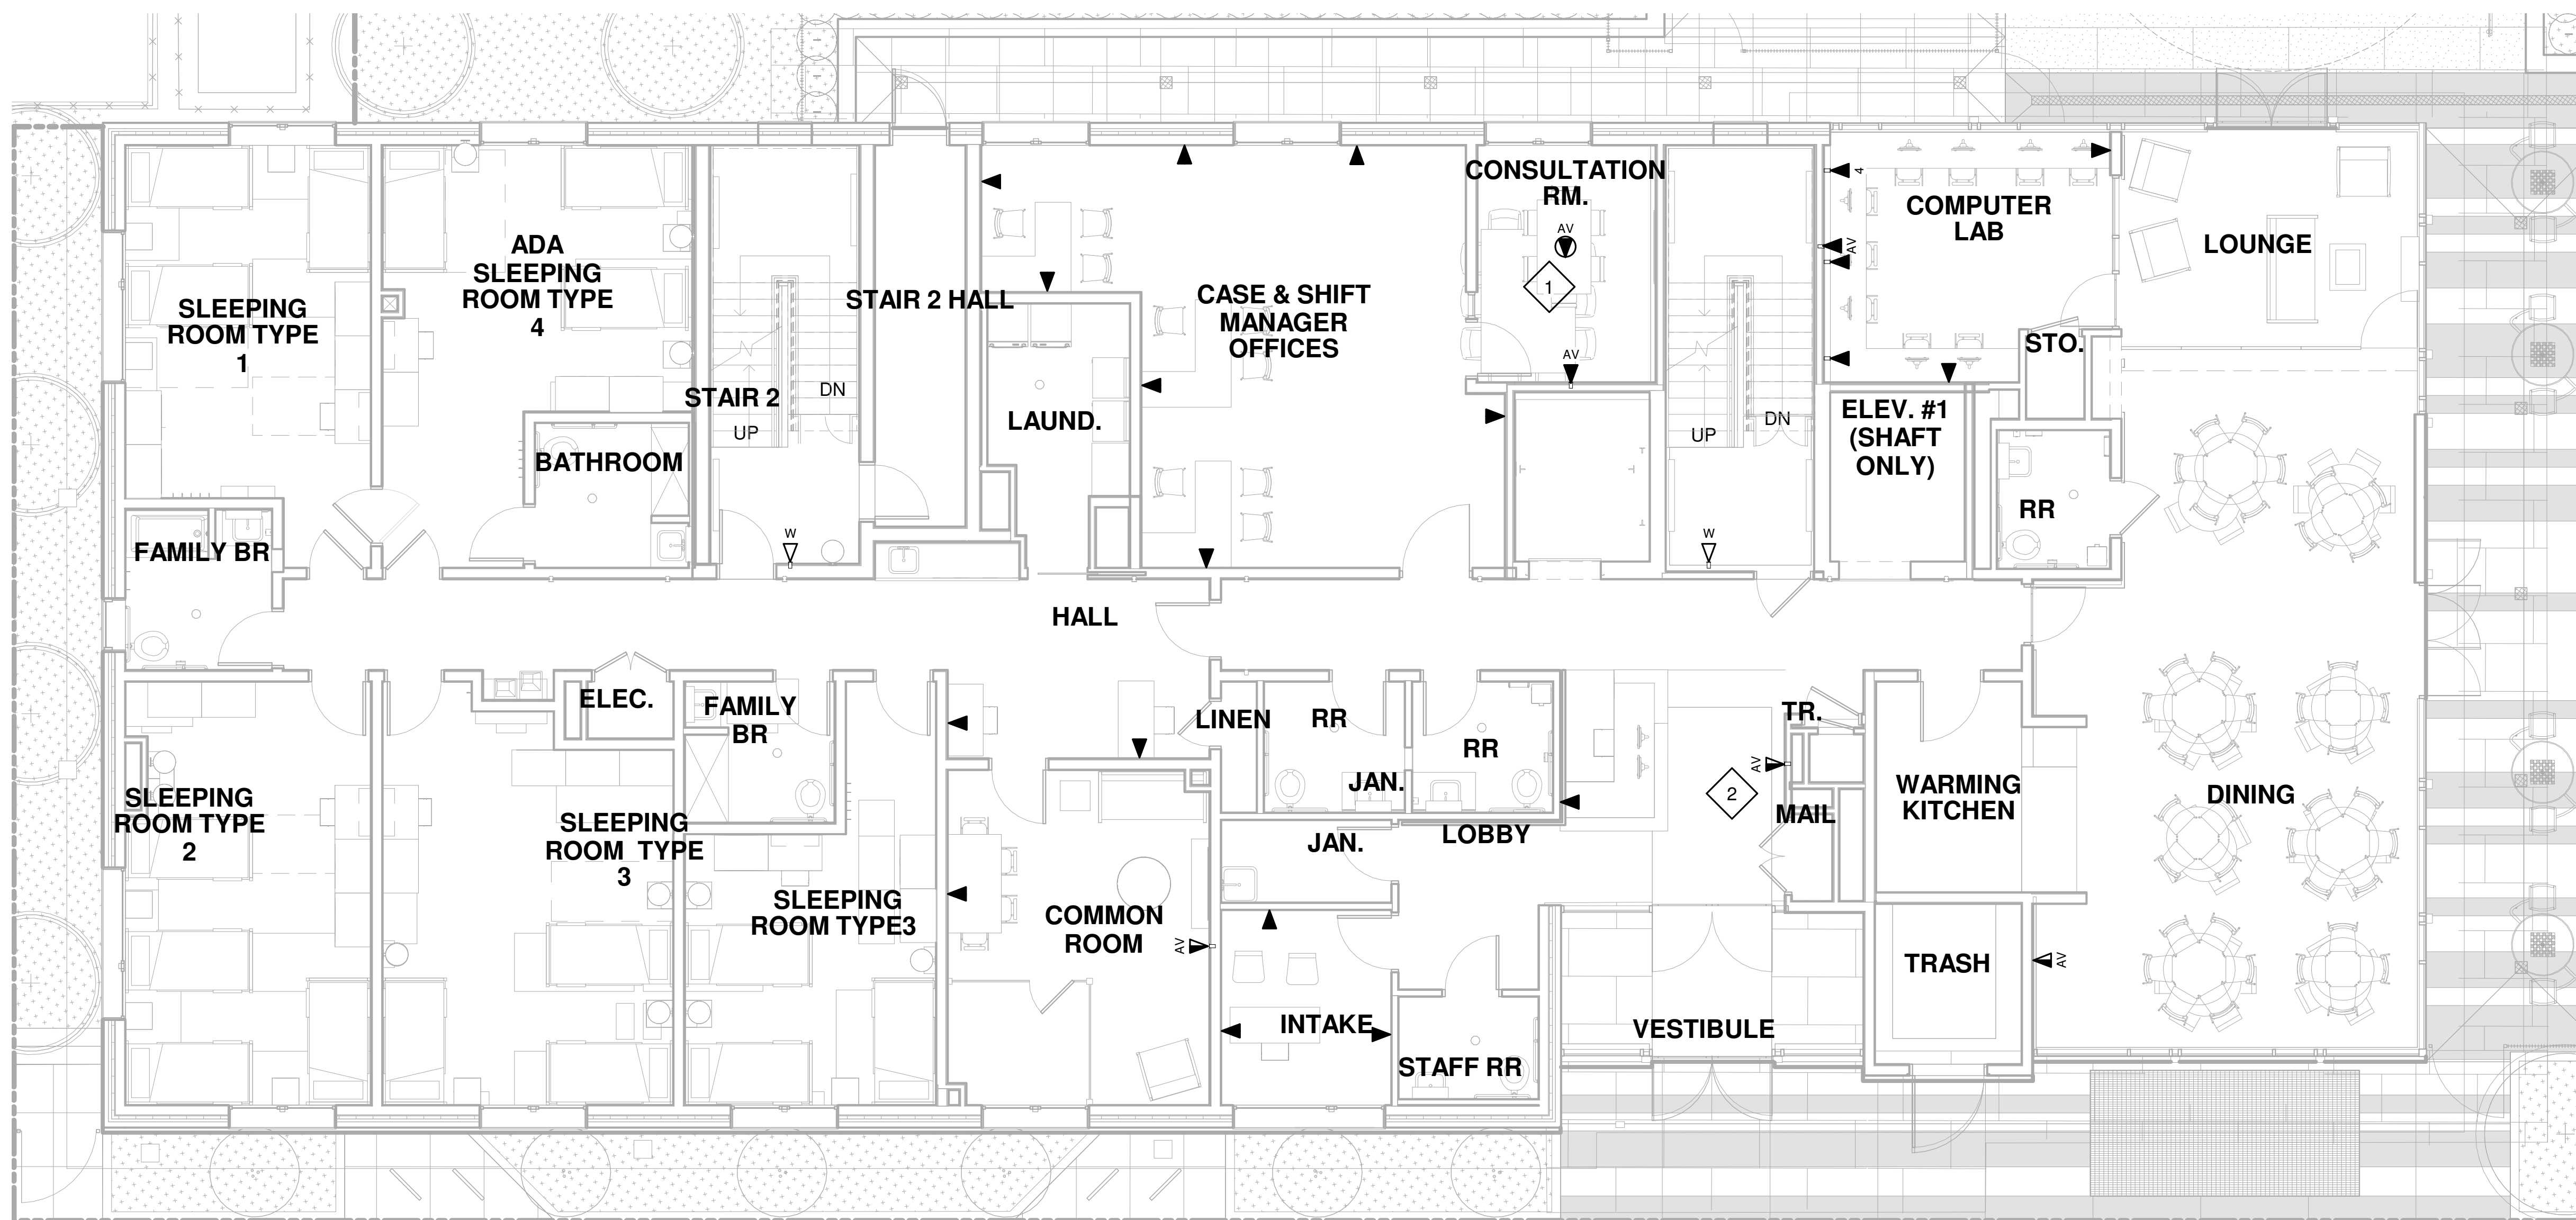 CONSULTATION
RM.
AV
1
AV
4
AV
COMPUTER
LAB
LOUNGE
ADA
SLEEPING
ROOM TYPE
4
SLEEPING
ROOM TYPE
1
STAIR 2 HALL
CASE & SHIFT
MANAGER
OFFICES
STO.
STAIR 2
DN
UP
LAUND.
DN
UP
ELEV. #1
(SHAFT
ONLY)
BATHROOM
RR
FAMILY BR
W
W
HALL
ELEC.
FAMILY
BR
LINEN
RR
RR
JAN.
TR.
AV
2
MAIL
WARMING
KITCHEN
DINING
SLEEPING
ROOM TYPE
2
SLEEPING
ROOM TYPE
3
JAN.
LOBBY
SLEEPING
ROOM TYPE3
COMMON
ROOM
AV
TRASH
AV
INTAKE
VESTIBULE
STAFF RR